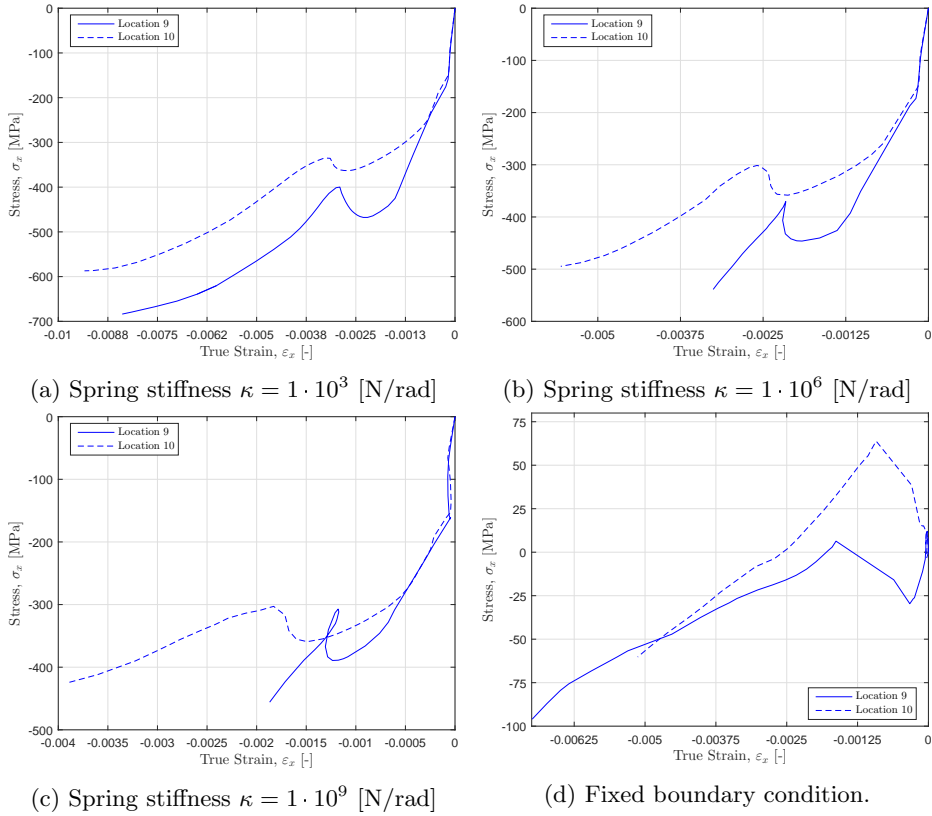 0
-100
-200
-300
-400
-500
-600
-700
Stress, σₓ [MPa]
Location 9
Location 10
-0.01 -0.0088 -0.0075 -0.0062 -0.005 -0.0038 -0.0025 -0.0013 0
True Strain, εₓ [-]
(a) Spring stiffness κ = 1 · 10³ [N/rad]
0
-100
-200
-300
-400
-500
-600
Stress, σₓ [MPa]
Location 9
Location 10
-0.005 -0.00375 -0.0025 -0.00125 0
True Strain, εₓ [-]
(b) Spring stiffness κ = 1 · 10⁶ [N/rad]
0
-100
-200
-300
-400
-500
Stress, σₓ [MPa]
Location 9
Location 10
-0.004 -0.0035 -0.003 -0.0025 -0.002 -0.0015 -0.001 -0.0005 0
True Strain, εₓ [-]
(c) Spring stiffness κ = 1 · 10⁹ [N/rad]
75
50
25
0
-25
-50
-75
-100
Stress, σₓ [MPa]
Location 9
Location 10
-0.00625 -0.005 -0.00375 -0.0025 -0.00125 0
True Strain, εₓ [-]
(d) Fixed boundary condition.